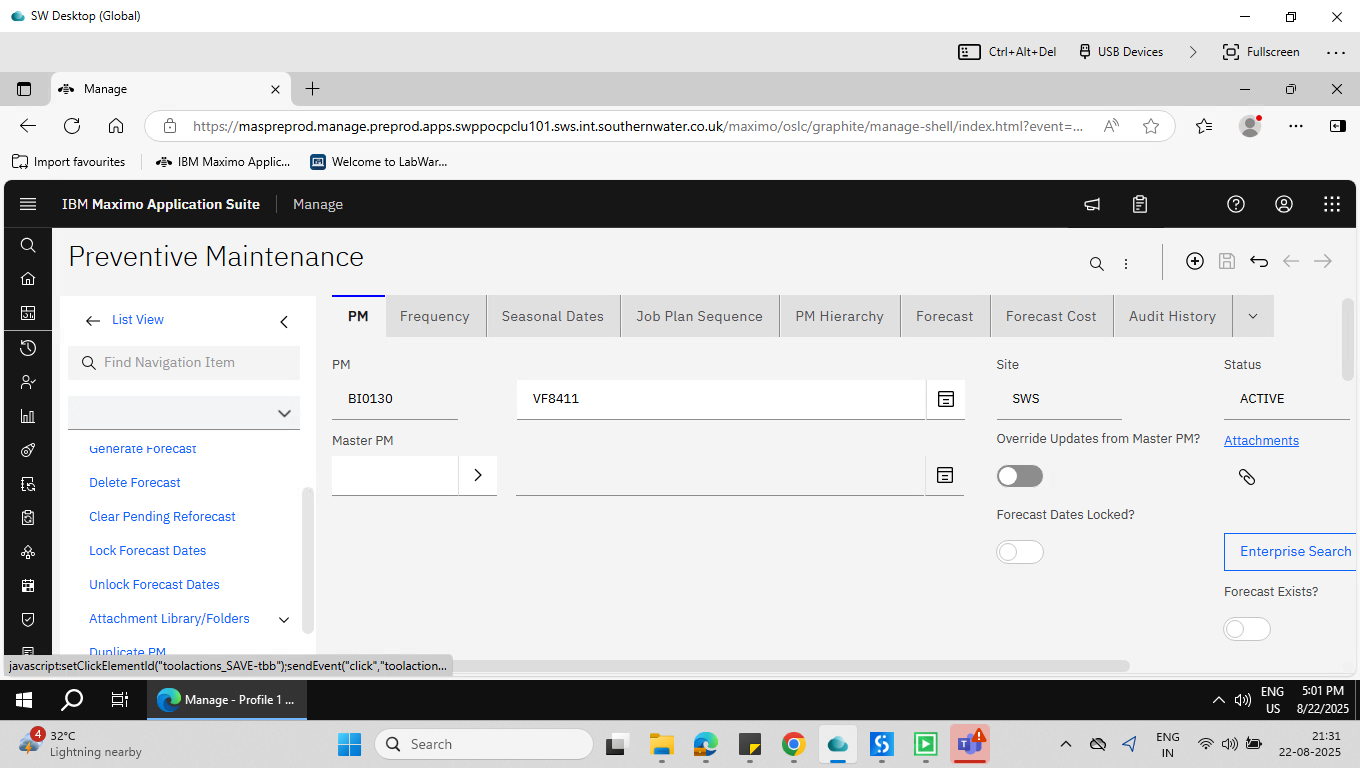 SW Desktop (Global)
Ctrl+Alt+Del
USB Devices
Fullscreen
Manage
https://maspreprod.manage.preprod.apps.swppocpclu101.sws.int.southernwater.co.uk/maximo/oslc/graphite/manage-shell/index.html?event=...
Import favourites
IBM Maximo Applic...
Welcome to LabWar...
IBM Maximo Application Suite
Manage
Preventive Maintenance
List View
Find Navigation Item
Generate Forecast
Delete Forecast
Clear Pending Reforecast
Lock Forecast Dates
Unlock Forecast Dates
Attachment Library/Folders
Duplicate PM
PM
Frequency
Seasonal Dates
Job Plan Sequence
PM Hierarchy
Forecast
Forecast Cost
Audit History
PM
BI0130
VF8411
Site
SWS
Status
ACTIVE
Master PM
Override Updates from Master PM?
Attachments
Forecast Dates Locked?
Enterprise Search
Forecast Exists?
javascript:setClickElementId("toolactions_SAVE-tbb");sendEvent("click","toolaction...
Manage - Profile 1 ...
ENG
US
5:01 PM
8/22/2025
4
32°C
Lightning nearby
Search
ENG
IN
21:31
22-08-2025